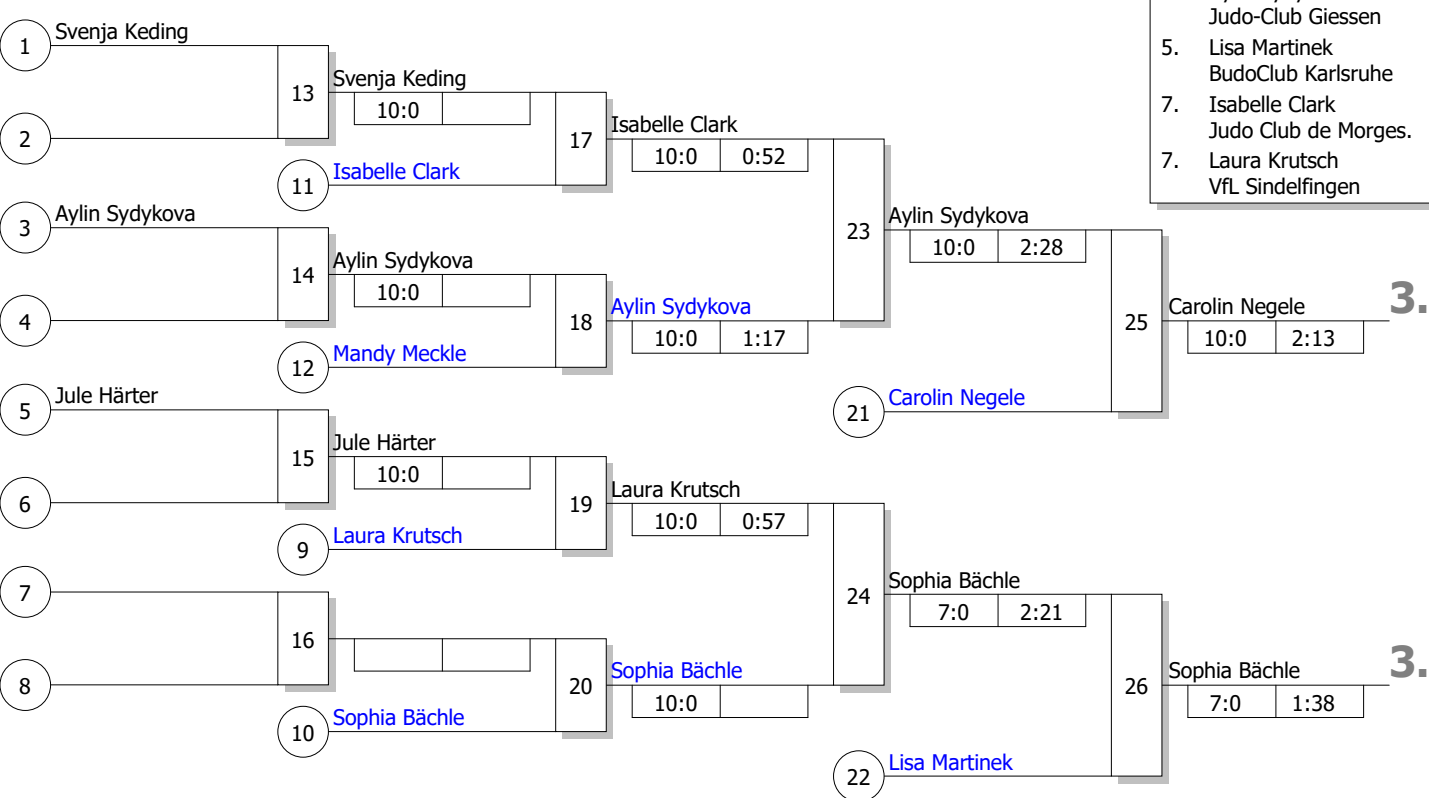 Judo-Club Giessen
5. Lisa Martinek
BudoClub Karlsruhe
7. Isabelle Clark
Judo Club de Morges.
7. Laura Krutsch
VfL Sindelfingen
1 Svenja Keding
2
13 Svenja Keding
10:0
11 Isabelle Clark
17 Isabelle Clark
10:0 0:52
3 Aylin Sydykova
4
14 Aylin Sydykova
10:0
12 Mandy Meckle
18 Aylin Sydykova
10:0 1:17
23 Aylin Sydykova
10:0 2:28
21 Carolin Negele
25 Carolin Negele
10:0 2:13
3.
5 Jule Härter
6
15 Jule Härter
10:0
9 Laura Krutsch
19 Laura Krutsch
10:0 0:57
7
8
16
10 Sophia Bächle
20 Sophia Bächle
10:0
24 Sophia Bächle
7:0 2:21
22 Lisa Martinek
26 Sophia Bächle
7:0 1:38
3.